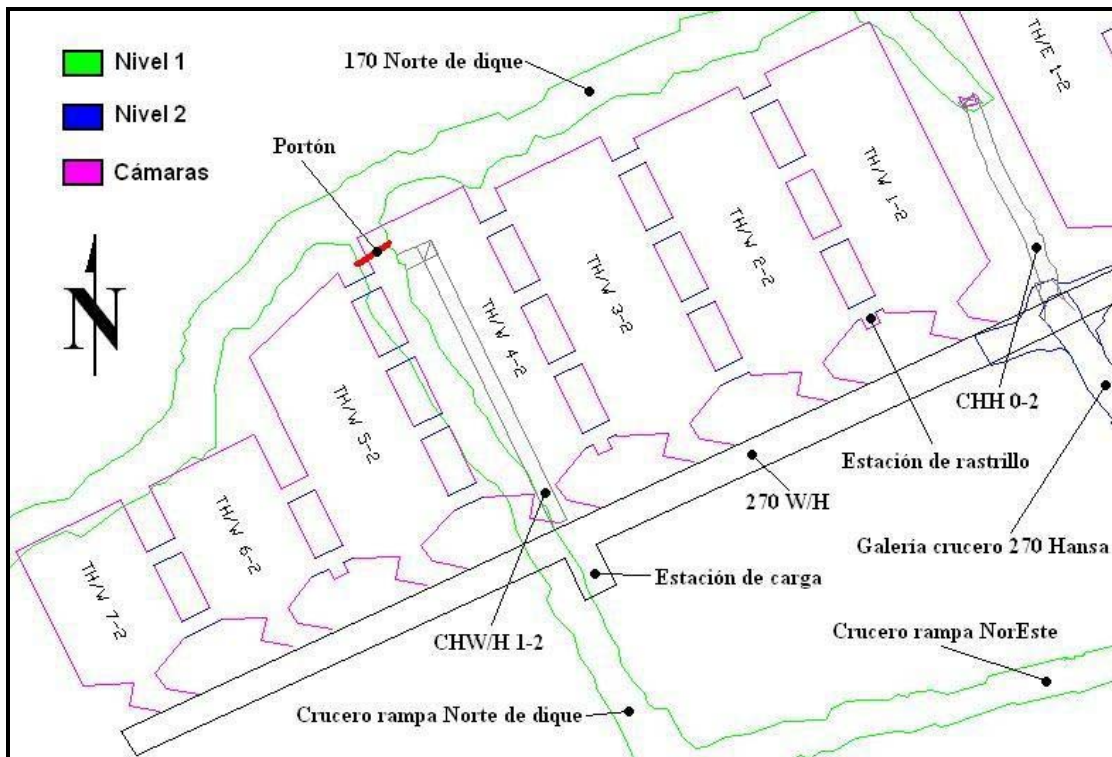 Nivel 1
Nivel 2
Cámaras
N
170 Norte de dique
Portón
TH/E 1-2
TH/W 1-2
TH/W 2-2
TH/W 3-2
TH/W 4-2
TH/W 5-2
TH/W 6-2
TH/W 7-2
CHH 0-2
Estación de rastrillo
270 W/H
Galería crucero 270 Hansa
Estación de carga
CHW/H 1-2
Crucero rampa NorEste
Crucero rampa Norte de dique